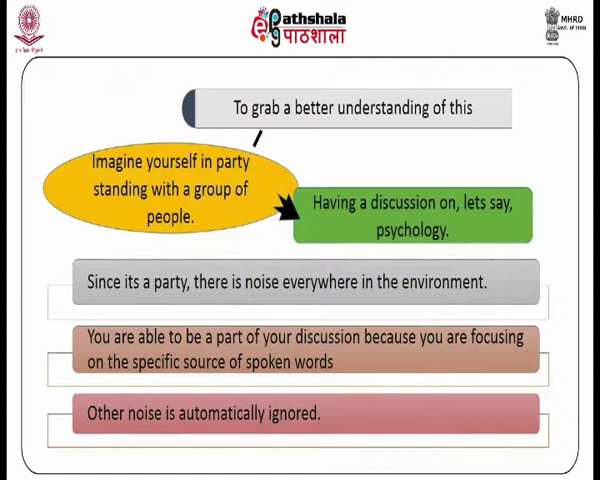 Pathshala
पाठशाला
MHRD
Govt. of India
To grab a better understanding of this
Imagine yourself in party
standing with a group of
people.
Having a discussion on, lets say,
psychology.
Since its a party, there is noise everywhere in the environment.
You are able to be a part of your discussion because you are focusing
on the specific source of spoken words
Other noise is automatically ignored.